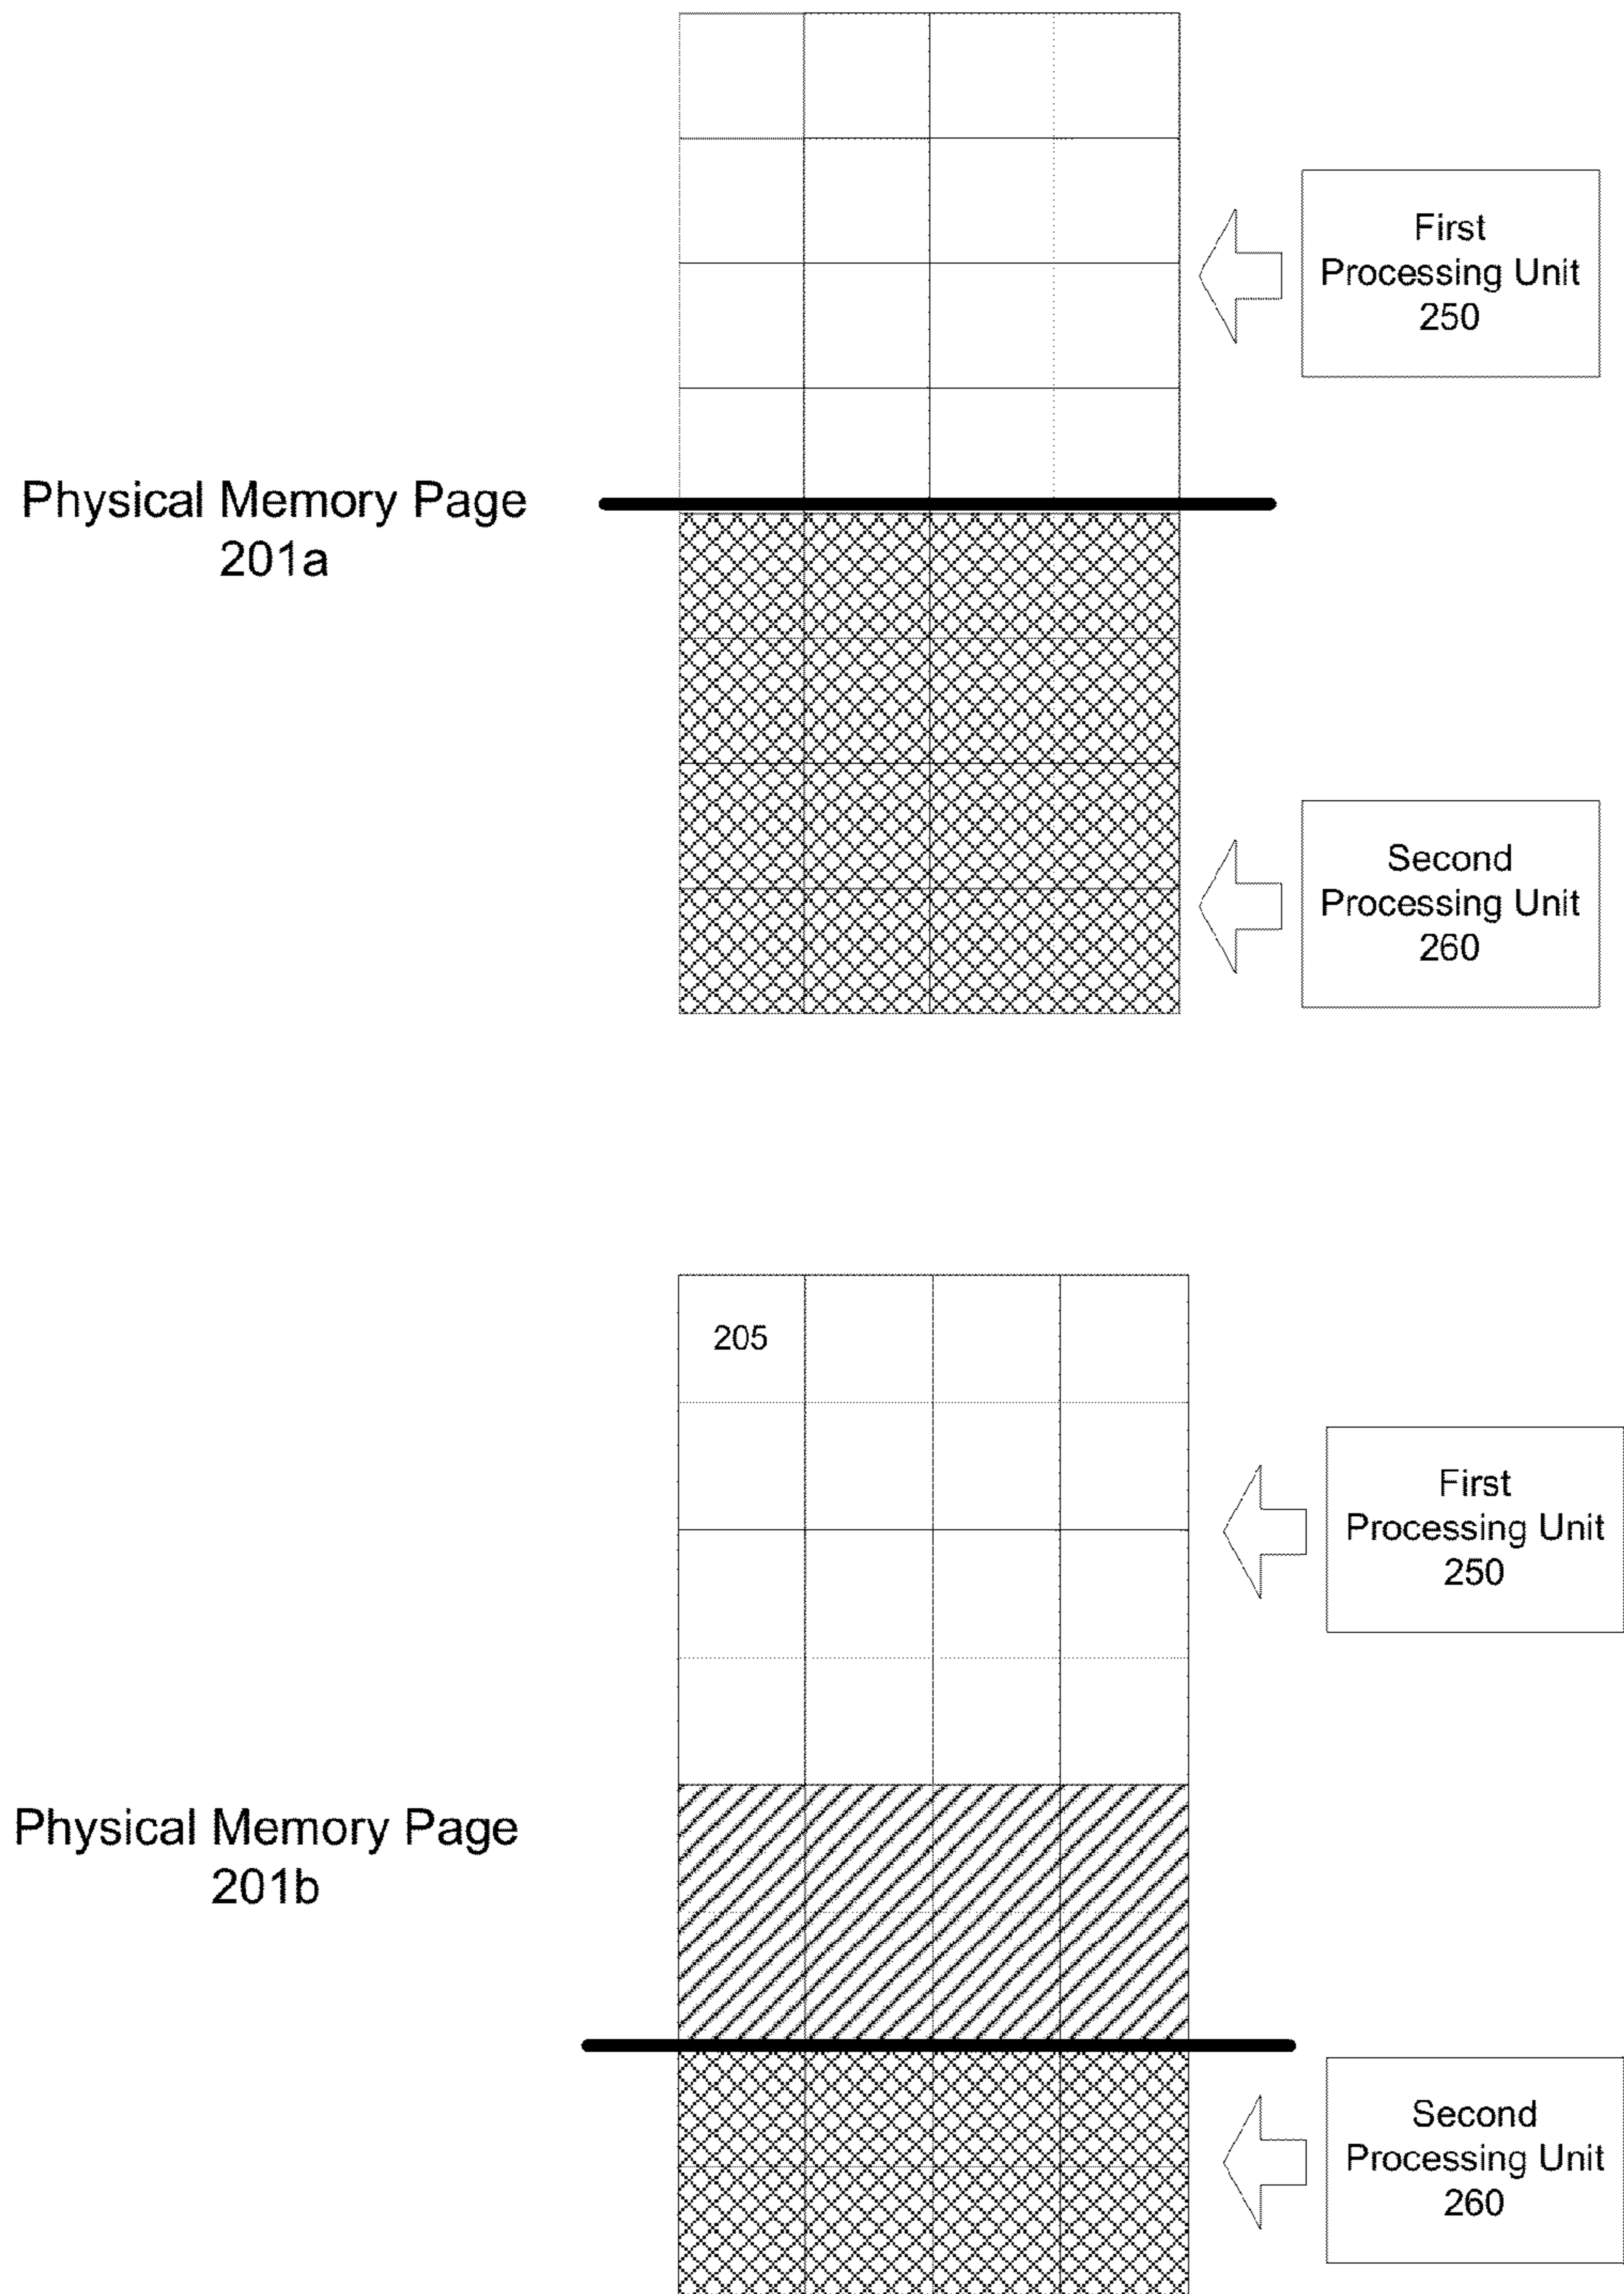 First
Processing Unit
250
Physical Memory Page
201a
Second
Processing Unit
260
205
First
Processing Unit
250
Physical Memory Page
201b
Second
Processing Unit
260